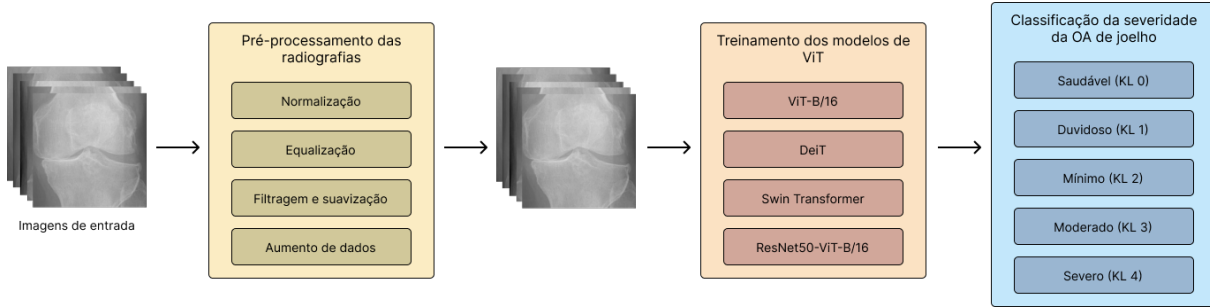 Imagens de entrada
Pré-processamento das
radiografias
Normalização
Equalização
Filtragem e suavização
Aumento de dados
Treinamento dos modelos de
ViT
ViT-B/16
DeiT
Swin Transformer
ResNet50-ViT-B/16
Classificação da severidade
da OA de joelho
Saudável (KL 0)
Duvidoso (KL 1)
Mínimo (KL 2)
Moderado (KL 3)
Severo (KL 4)